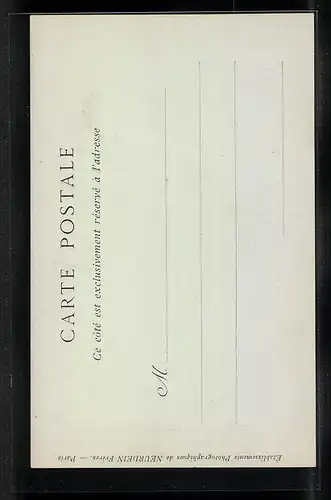 CARTE POSTALE
Ce côté est exclusivement réservé à l'adresse
M
Etablissements Photographiques de NEURDEIN Frères. — Paris